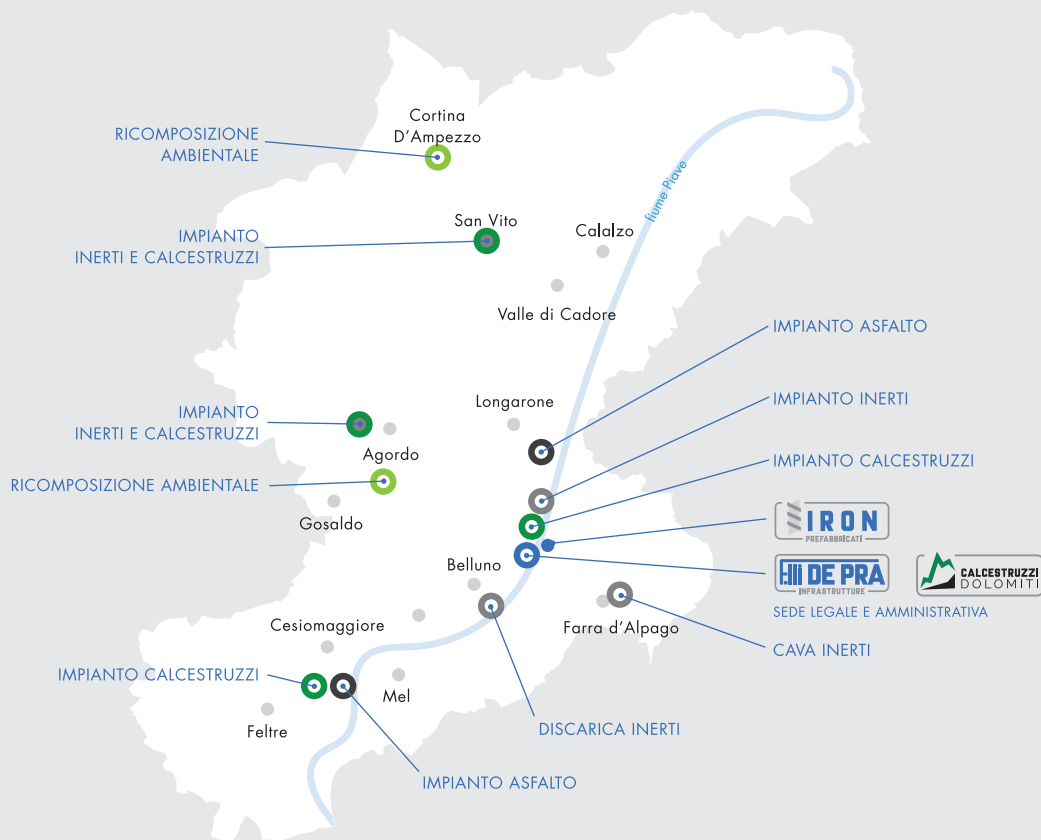 Cortina
D'Ampezzo
RICOMPOSIZIONE
AMBIENTALE
fiume Piave
San Vito
Calalzo
IMPIANTO
INERTI E CALCESTRUZZI
Valle di Cadore
IMPIANTO ASFALTO
Longarone
IMPIANTO INERTI
IMPIANTO
INERTI E CALCESTRUZZI
Agordo
IMPIANTO CALCESTRUZZI
RICOMPOSIZIONE AMBIENTALE
Gosaldo
IRON
PREFABBRICATI
Belluno
F.lli DE PRA
INFRASTRUTTURE
CALCESTRUZZI
DOLOMITI
SEDE LEGALE E AMMINISTRATIVA
Cesiomaggiore
Farra d'Alpago
CAVA INERTI
IMPIANTO CALCESTRUZZI
Mel
Feltre
DISCARICA INERTI
IMPIANTO ASFALTO